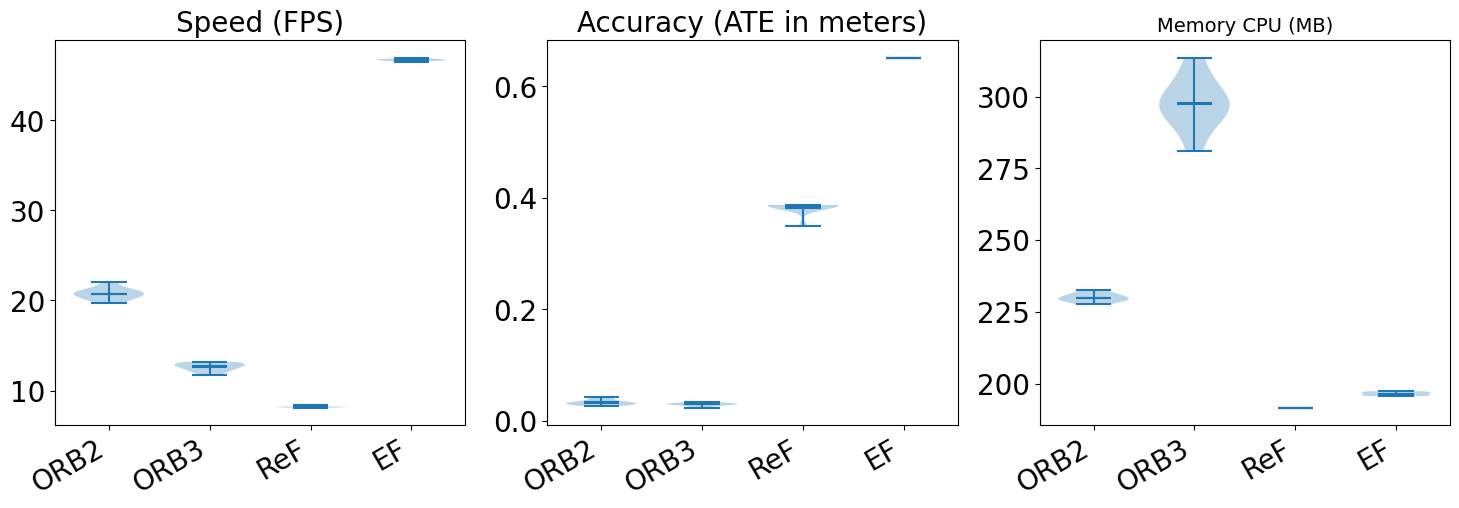 Speed (FPS)
40
30
20
10
ORB2 ORB3 ReF EF
Accuracy (ATE in meters)
0.6
0.4
0.2
0.0
ORB2 ORB3 ReF EF
Memory CPU (MB)
300
275
250
225
200
ORB2 ORB3 ReF EF